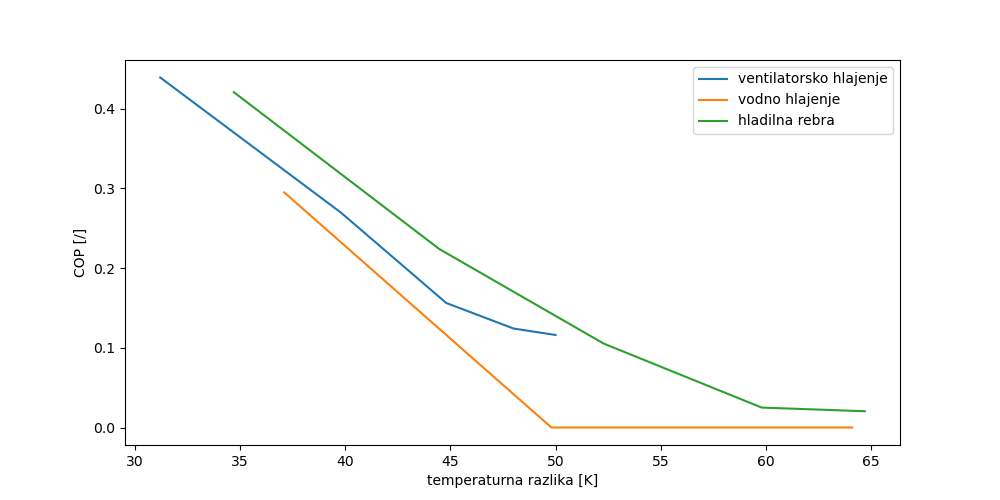 ventilatorsko hlajenje
vodno hlajenje
hladilna rebra
COP [/]
0.4
0.3
0.2
0.1
0.0
30 35 40 45 50 55 60 65
temperaturna razlika [K]